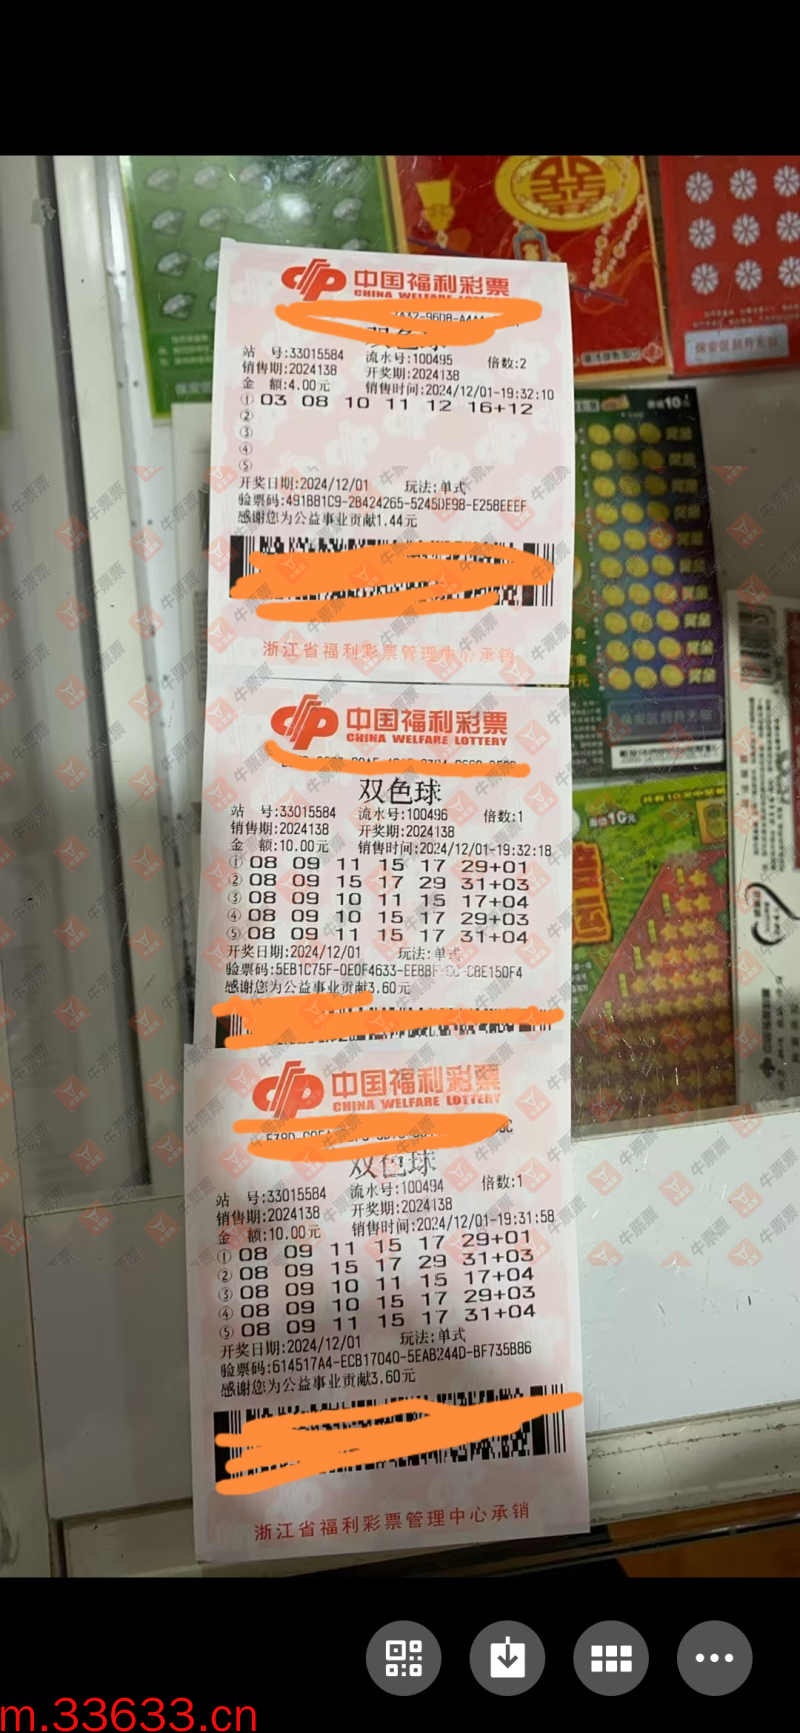 中国福利彩票
CHINA WELFARE LOTTERY
双色球
站 号:33015584 流水号:100495 倍数:2
销售期:2024138 开奖期:2024138
金 额:4.00元 销售时间:2024/12/01-19:32:10
① 03 08 10 11 12 16+12
②
③
④
⑤
开奖日期:2024/12/01 玩法:单式
验票码:491B81C9-2B424265-5245DE98-E258EEEF
感谢您为公益事业贡献1.44元
浙江省福利彩票管理中心承销
中国福利彩票
CHINA WELFARE LOTTERY
双色球
站 号:33015584 流水号:100496 倍数:1
销售期:2024138 开奖期:2024138
金 额:10.00元 销售时间:2024/12/01-19:32:18
① 08 09 11 15 17 29+01
② 08 09 15 17 29 31+03
③ 08 09 10 11 15 17+04
④ 08 09 10 15 17 29+03
⑤ 08 09 11 15 17 31+04
开奖日期:2024/12/01 玩法:单式
验票码:5EB1C75F-0E0F4633-
感谢您为公益事业贡献3.60元
中国福利彩票
CHINA WELFARE LOTTERY
双色球
站 号:33015584 流水号:100494 倍数:1
销售期:2024138 开奖期:2024138
金 额:10.00元 销售时间:2024/12/01-19:31:58
① 08 09 11 15 17 29+01
② 08 09 15 17 29 31+03
③ 08 09 10 11 15 17+04
④ 08 09 10 15 17 29+03
⑤ 08 09 11 15 17 31+04
开奖日期:2024/12/01 玩法:单式
验票码:614517A4-ECB17040-5EAB244D-BF735B86
感谢您为公益事业贡献3.60元
浙江省福利彩票管理中心承销
牛票票
m.33633.cn